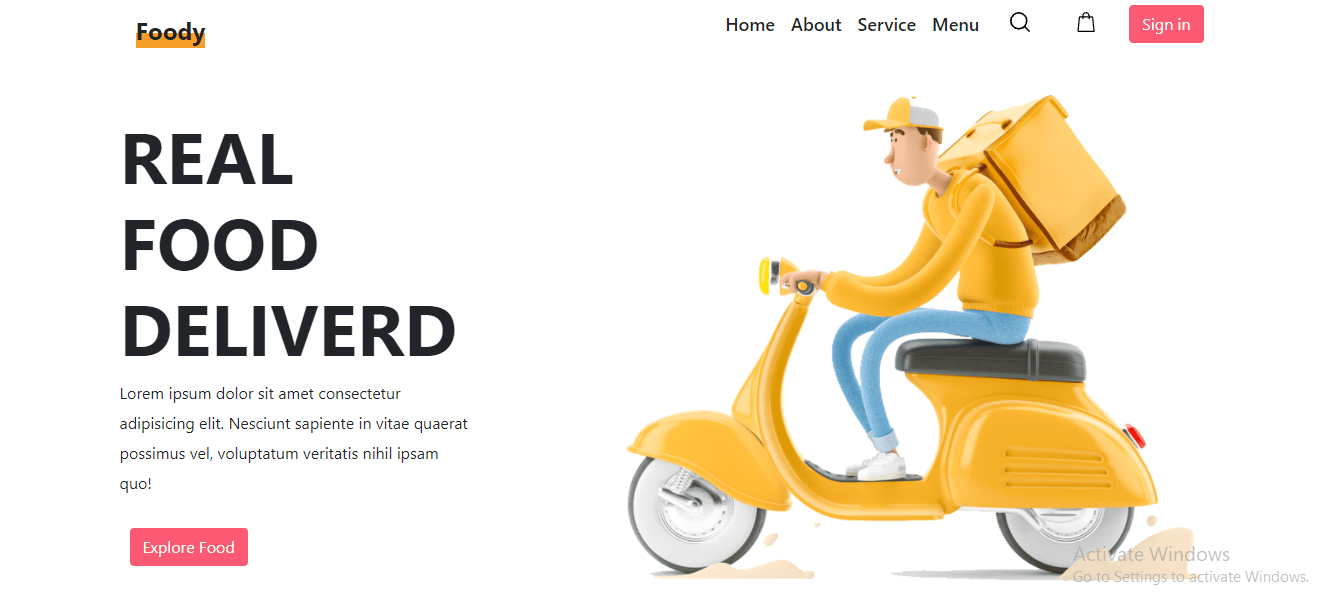 Foody
Home About Service Menu Sign in
REAL
FOOD
DELIVERD
Lorem ipsum dolor sit amet consectetur
adipisicing elit. Nesciunt sapiente in vitae quaerat
possimus vel, voluptatum veritatis nihil ipsam
quo!
Explore Food
Activate Windows
Go to Settings to activate Windows.